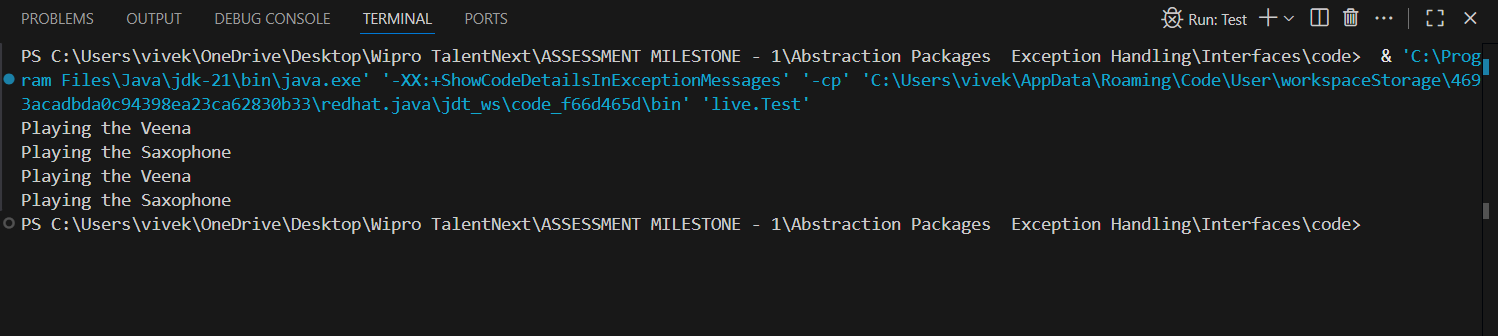 PROBLEMS OUTPUT DEBUG CONSOLE TERMINAL PORTS Run: Test
PS C:\Users\vivek\OneDrive\Desktop\Wipro TalentNext\ASSESSMENT MILESTONE - 1\Abstraction Packages  Exception Handling\Interfaces\code>  & 'C:\Prog
ram Files\Java\jdk-21\bin\java.exe' '-XX:+ShowCodeDetailsInExceptionMessages' '-cp' 'C:\Users\vivek\AppData\Roaming\Code\User\workspaceStorage\469
3acadbda0c94398ea23ca62830b33\redhat.java\jdt_ws\code_f66d465d\bin' 'live.Test'
Playing the Veena
Playing the Saxophone
Playing the Veena
Playing the Saxophone
PS C:\Users\vivek\OneDrive\Desktop\Wipro TalentNext\ASSESSMENT MILESTONE - 1\Abstraction Packages  Exception Handling\Interfaces\code>